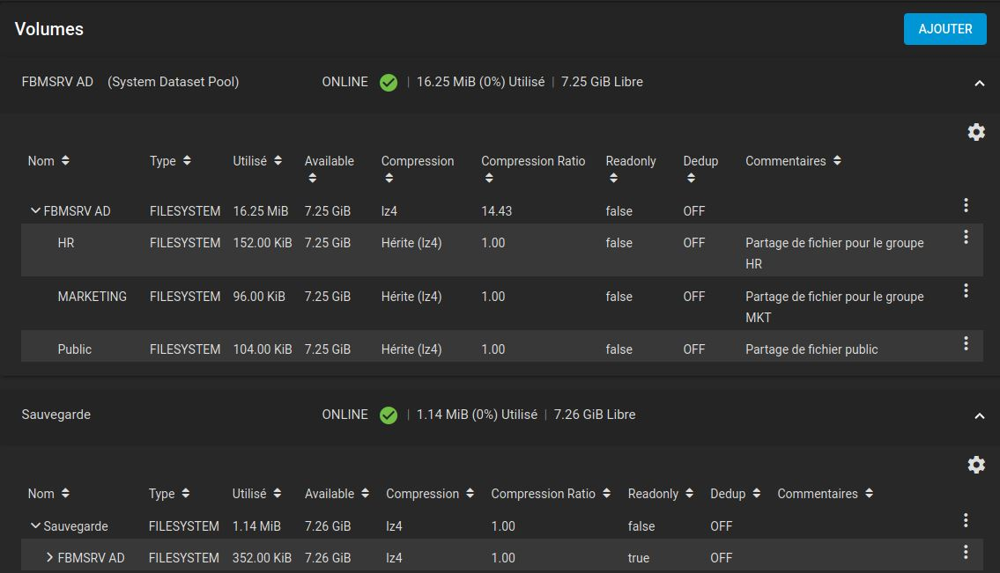 Volumes
AJOUTER
FBMSRV AD (System Dataset Pool) ONLINE | 16.25 MiB (0%) Utilisé | 7.25 GiB Libre
Nom Type Utilisé Available Compression Compression Ratio Readonly Dedup Commentaires
FBMSRV AD FILESYSTEM 16.25 MiB 7.25 GiB lz4 14.43 false OFF
HR FILESYSTEM 152.00 KiB 7.25 GiB Hérite (lz4) 1.00 false OFF Partage de fichier pour le groupe
HR
MARKETING FILESYSTEM 96.00 KiB 7.25 GiB Hérite (lz4) 1.00 false OFF Partage de fichier pour le groupe
MKT
Public FILESYSTEM 104.00 KiB 7.25 GiB Hérite (lz4) 1.00 false OFF Partage de fichier public
Sauvegarde ONLINE | 1.14 MiB (0%) Utilisé | 7.26 GiB Libre
Nom Type Utilisé Available Compression Compression Ratio Readonly Dedup Commentaires
Sauvegarde FILESYSTEM 1.14 MiB 7.26 GiB lz4 1.00 false OFF
FBMSRV AD FILESYSTEM 352.00 KiB 7.26 GiB lz4 1.00 true OFF